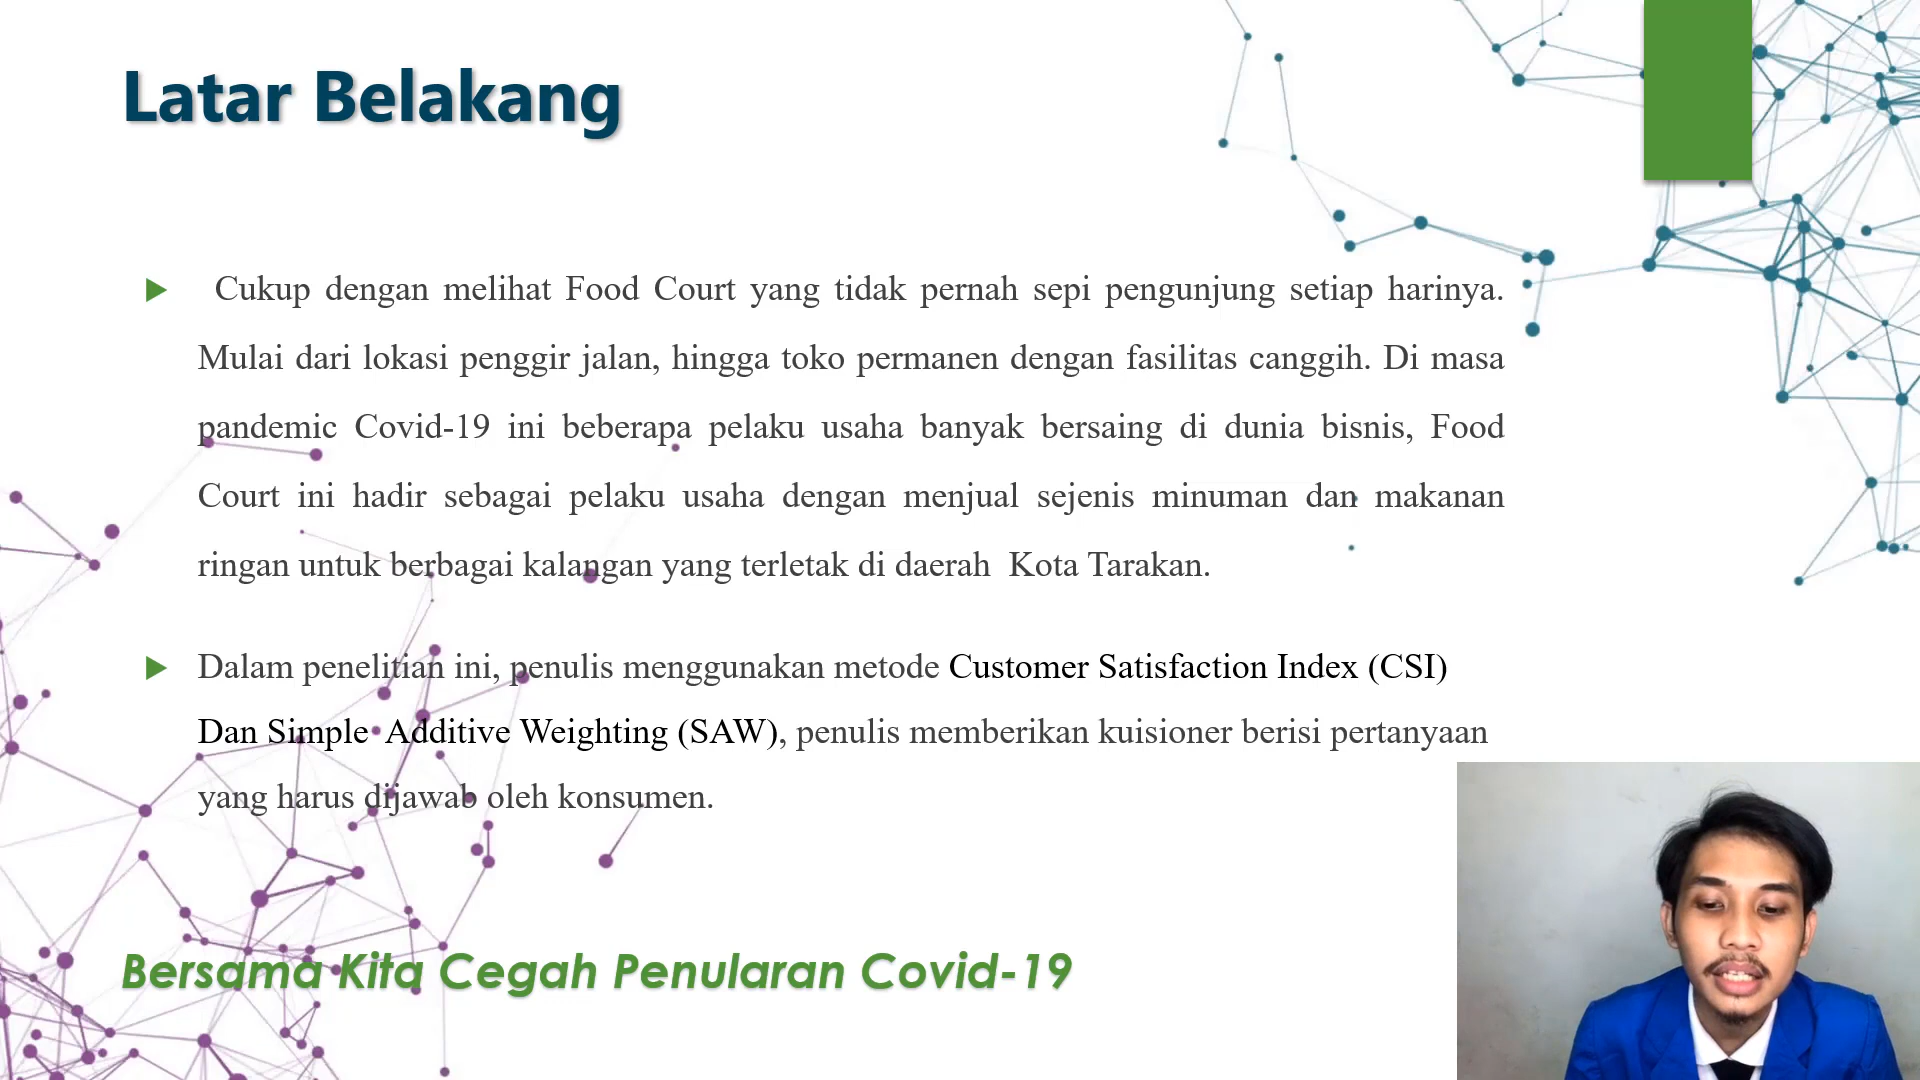 Latar Belakang
Cukup dengan melihat Food Court yang tidak pernah sepi pengunjung setiap harinya.
Mulai dari lokasi penggir jalan, hingga toko permanen dengan fasilitas canggih. Di masa
pandemic Covid-19 ini beberapa pelaku usaha banyak bersaing di dunia bisnis, Food
Court ini hadir sebagai pelaku usaha dengan menjual sejenis minuman dan makanan
ringan untuk berbagai kalangan yang terletak di daerah Kota Tarakan.
Dalam penelitian ini, penulis menggunakan metode Customer Satisfaction Index (CSI)
Dan Simple Additive Weighting (SAW), penulis memberikan kuisioner berisi pertanyaan
yang harus dijawab oleh konsumen.
Bersama Kita Cegah Penularan Covid-19